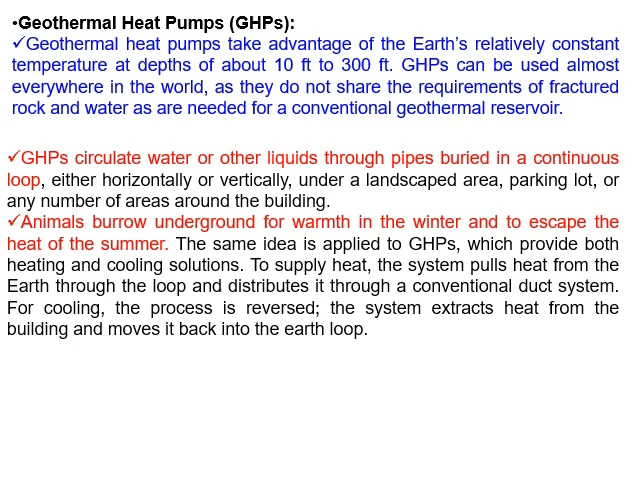 •Geothermal Heat Pumps (GHPs):
✓Geothermal heat pumps take advantage of the Earth's relatively constant
temperature at depths of about 10 ft to 300 ft. GHPs can be used almost
everywhere in the world, as they do not share the requirements of fractured
rock and water as are needed for a conventional geothermal reservoir.
✓GHPs circulate water or other liquids through pipes buried in a continuous
loop, either horizontally or vertically, under a landscaped area, parking lot, or
any number of areas around the building.
✓Animals burrow underground for warmth in the winter and to escape the
heat of the summer. The same idea is applied to GHPs, which provide both
heating and cooling solutions. To supply heat, the system pulls heat from the
Earth through the loop and distributes it through a conventional duct system.
For cooling, the process is reversed; the system extracts heat from the
building and moves it back into the earth loop.